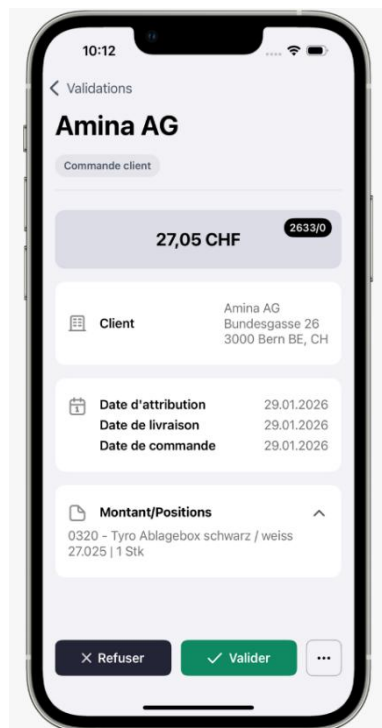 10:12
Validations
Amina AG
Commande client
2633/0
27,05 CHF
Client
Amina AG
Bundesgasse 26
3000 Bern BE, CH
Date d'attribution 29.01.2026
Date de livraison 29.01.2026
Date de commande 29.01.2026
Montant/Positions
0320 - Tyro Ablagebox schwarz / weiss
27.025 | 1 Stk
Refuser
Valider